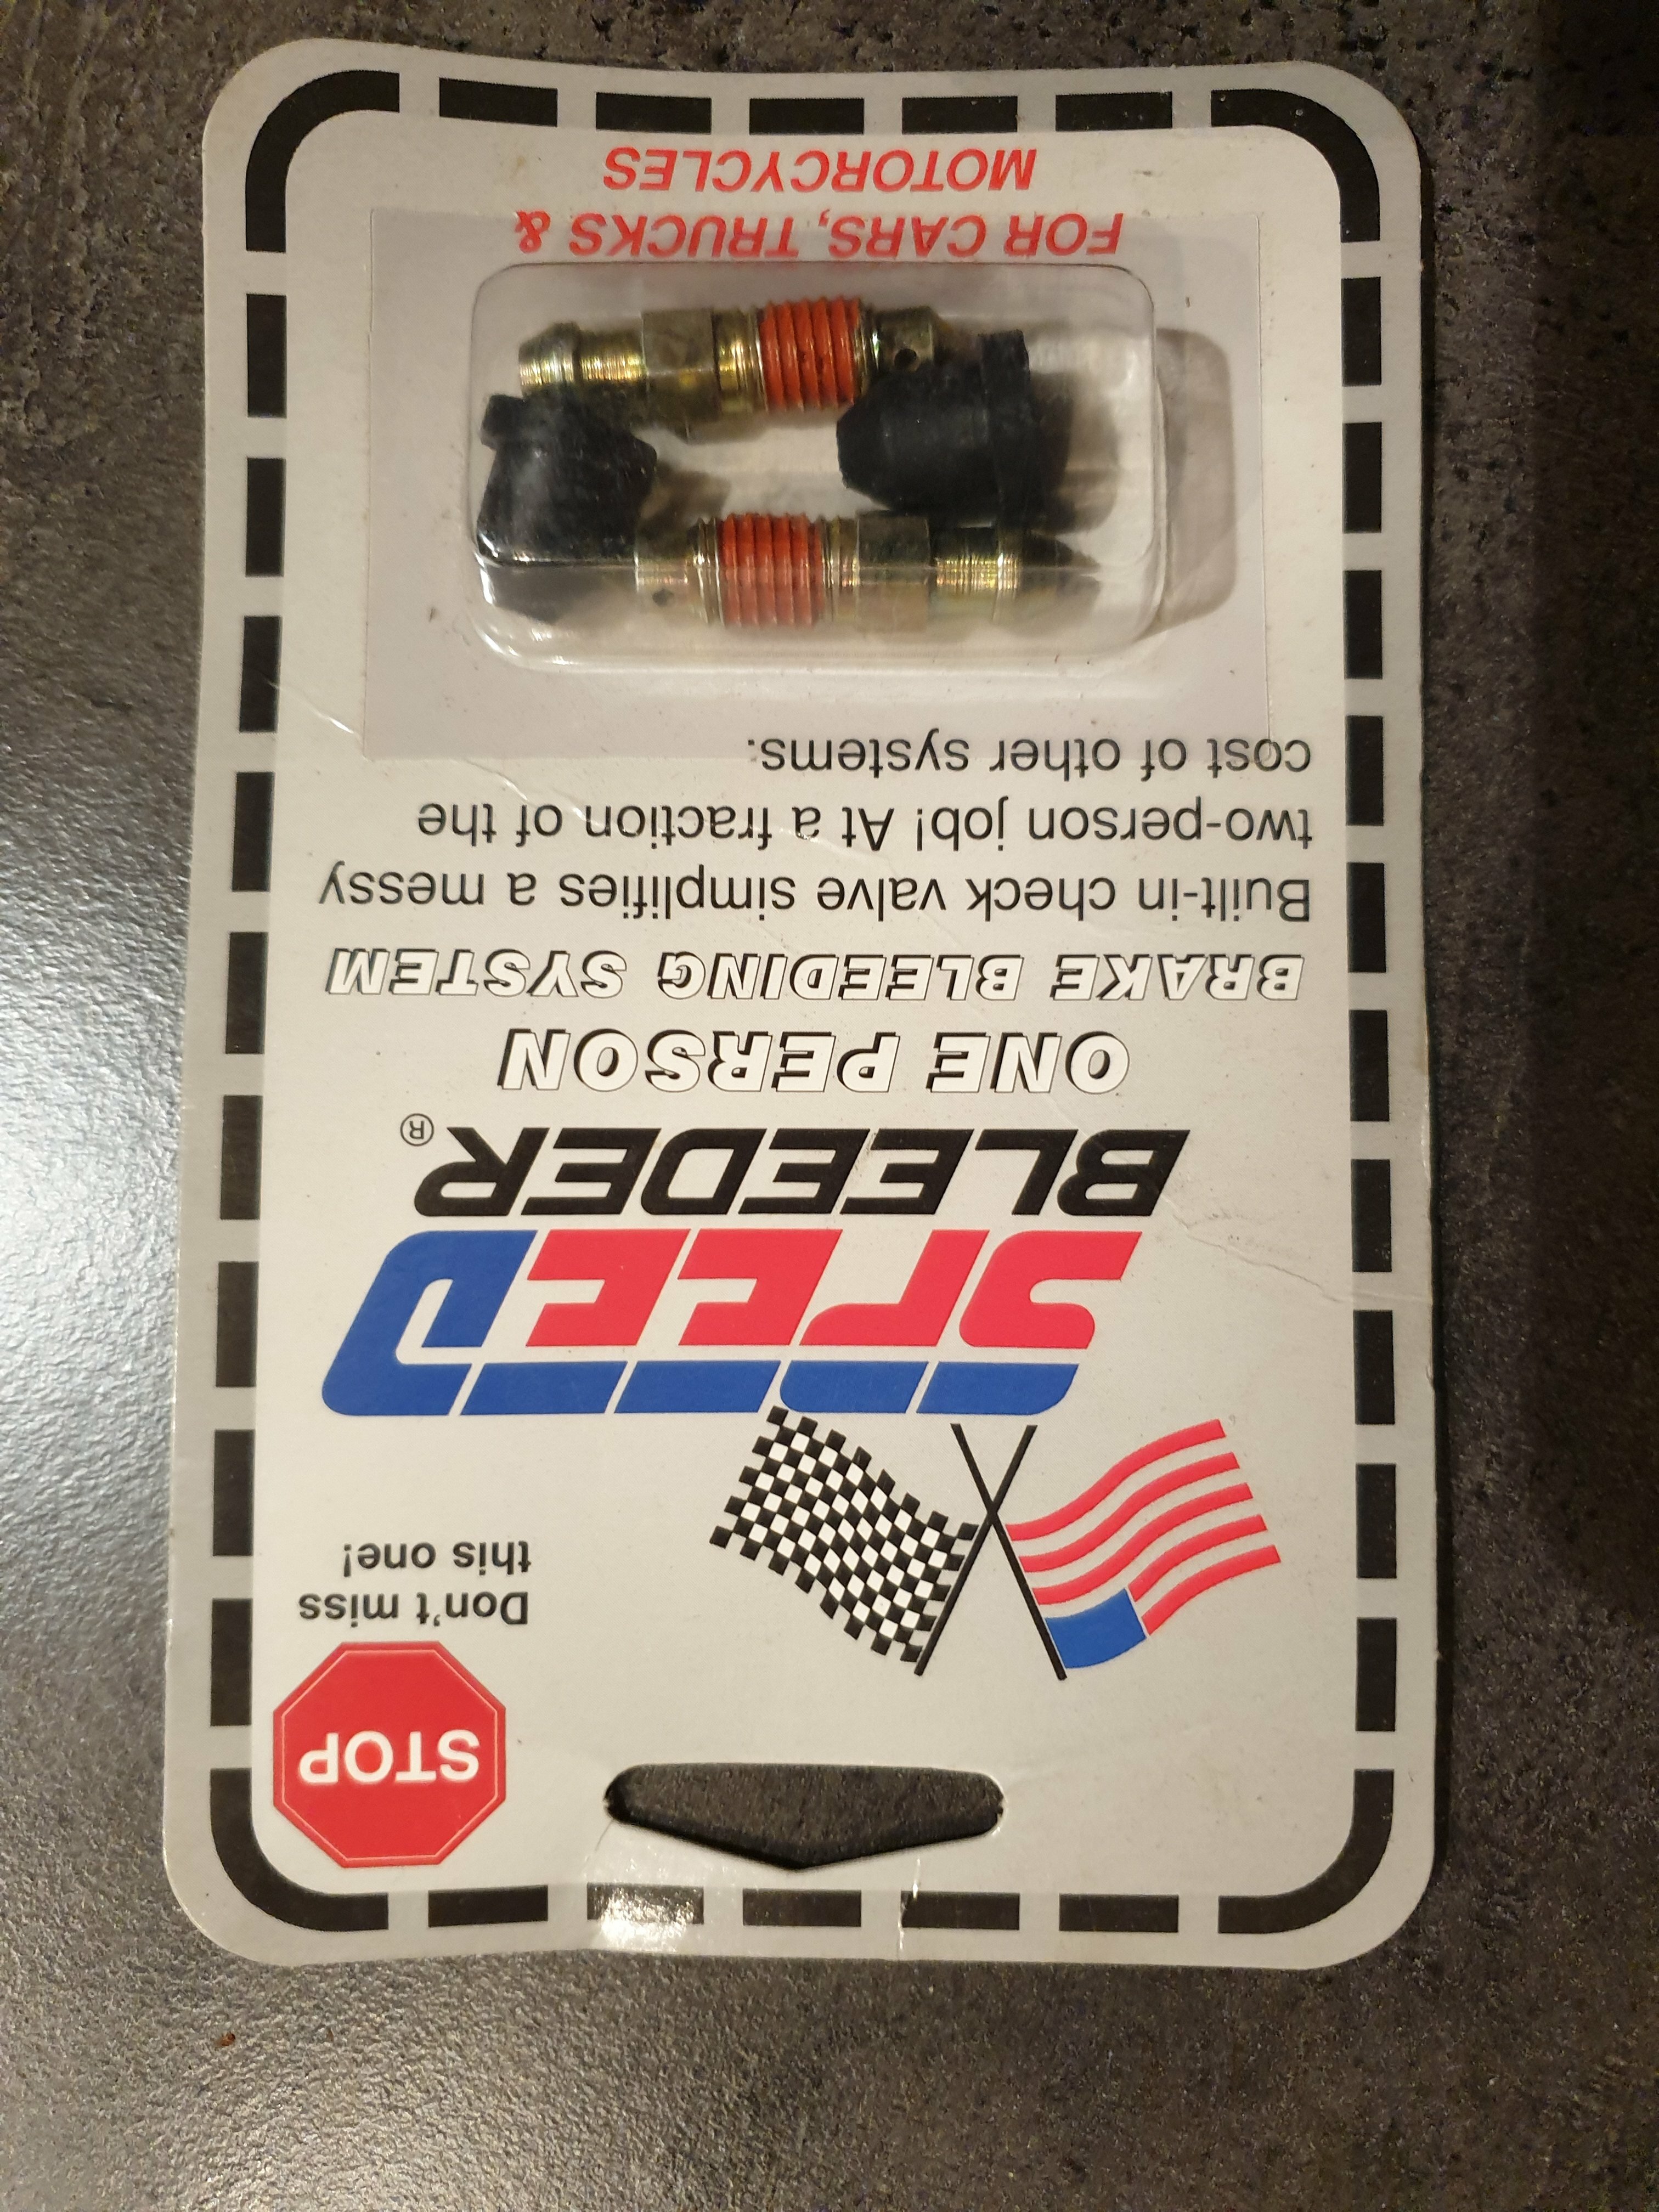 STOP
Don't miss
this one!
SPEED
BLEEDER®
ONE PERSON
BRAKE BLEEDING SYSTEM
Built-in check valve simplifies a messy
two-person job! At a fraction of the
cost of other systems.
FOR CARS, TRUCKS &
MOTORCYCLES